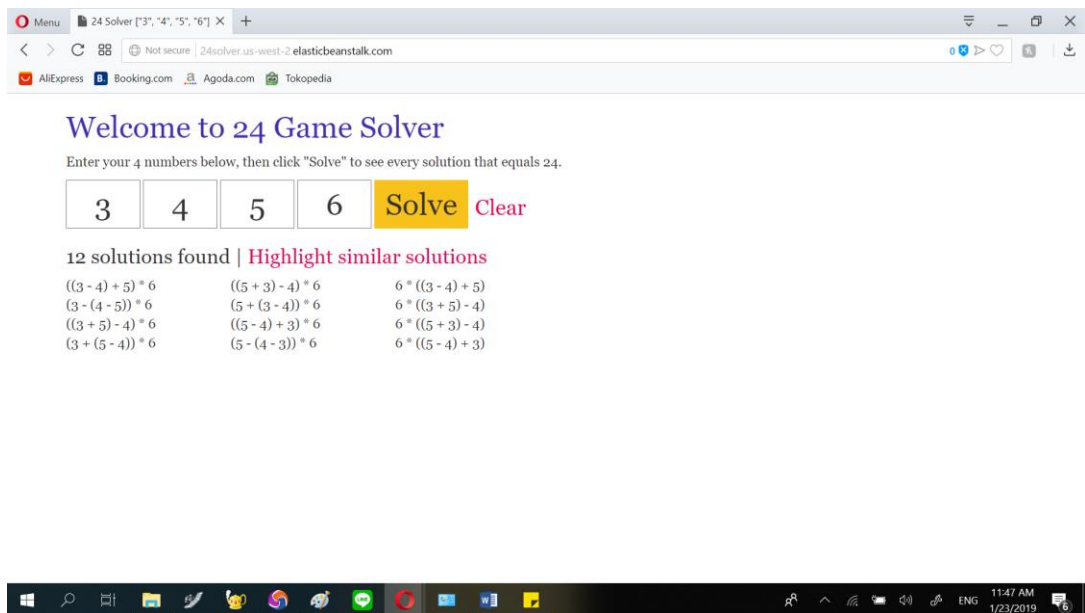 Menu 24 Solver ["3", "4", "5", "6"]
Not secure 24solver.us-west-2.elasticbeanstalk.com 0
AliExpress B. Booking.com a Agoda.com Tokopedia
Welcome to 24 Game Solver
Enter your 4 numbers below, then click "Solve" to see every solution that equals 24.
3 4 5 6 Solve Clear
12 solutions found | Highlight similar solutions
((3 - 4) + 5) * 6 ((5 + 3) - 4) * 6 6 * ((3 - 4) + 5)
(3 - (4 - 5)) * 6 (5 + (3 - 4)) * 6 6 * ((3 + 5) - 4)
((3 + 5) - 4) * 6 ((5 - 4) + 3) * 6 6 * ((5 + 3) - 4)
(3 + (5 - 4)) * 6 (5 - (4 - 3)) * 6 6 * ((5 - 4) + 3)
ENG 11:47 AM
1/23/2019 6